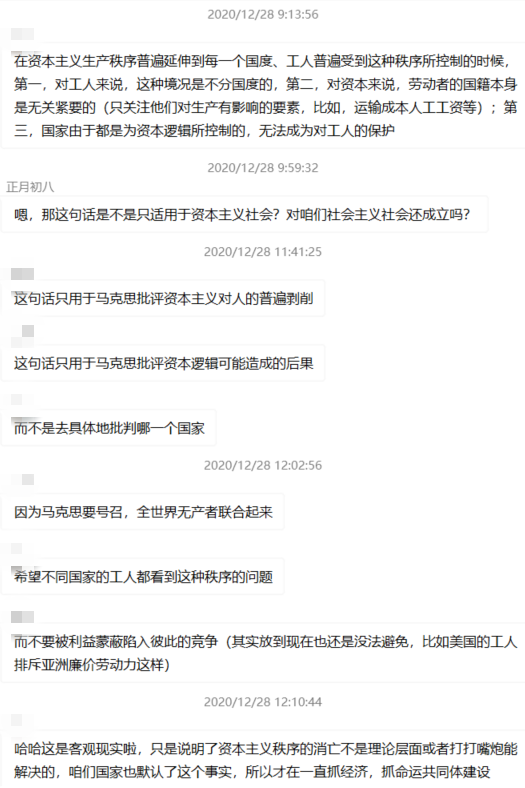 2020/12/28 9:13:56
在资本主义生产秩序普遍延伸到每一个国度、工人普遍受到这种秩序所控制的时候，
第一，对工人来说，这种境况是不分国度的，第二，对资本来说，劳动者的国籍本身
是无关紧要的（只关注他们对生产有影响的要素，比如，运输成本人工工资等）；第
三，国家由于都是为资本逻辑所控制的，无法成为对工人的保护
2020/12/28 9:59:32
正月初八
嗯，那这句话是不是只适用于资本主义社会？对咱们社会主义社会还成立吗？
2020/12/28 11:41:25
这句话只用于马克思批评资本主义对人的普遍剥削
这句话只用于马克思批评资本逻辑可能造成的后果
而不是去具体地批判哪一个国家
2020/12/28 12:02:56
因为马克思要号召，全世界无产者联合起来
希望不同国家的工人都看到这种秩序的问题
而不要被利益蒙蔽陷入彼此的竞争（其实放到现在也还是没法避免，比如美国的工人
排斥亚洲廉价劳动力这样）
2020/12/28 12:10:44
哈哈这是客观现实啦，只是说明了资本主义秩序的消亡不是理论层面或者打打嘴炮能
解决的，咱们国家也默认了这个事实，所以才在一直抓经济，抓命运共同体建设